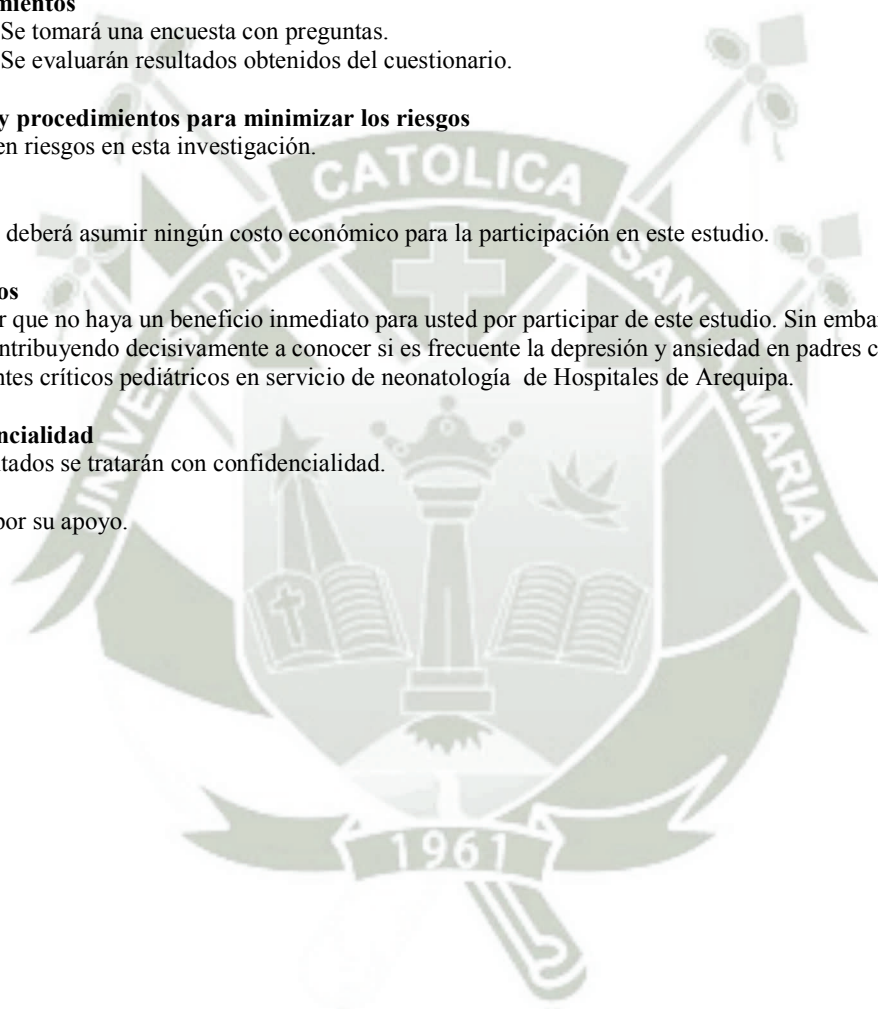 mientos
Se tomará una encuesta con preguntas.
Se evaluarán resultados obtenidos del cuestionario.
y procedimientos para minimizar los riesgos
en riesgos en esta investigación.
deberá asumir ningún costo económico para la participación en este estudio.
os
r que no haya un beneficio inmediato para usted por participar de este estudio. Sin embar
ntribuyendo decisivamente a conocer si es frecuente la depresión y ansiedad en padres c
ntes críticos pediátricos en servicio de neonatología de Hospitales de Arequipa.
ncialidad
tados se tratarán con confidencialidad.
por su apoyo.
UNIVERSIDAD CATOLICA SANTA MARIA
1961